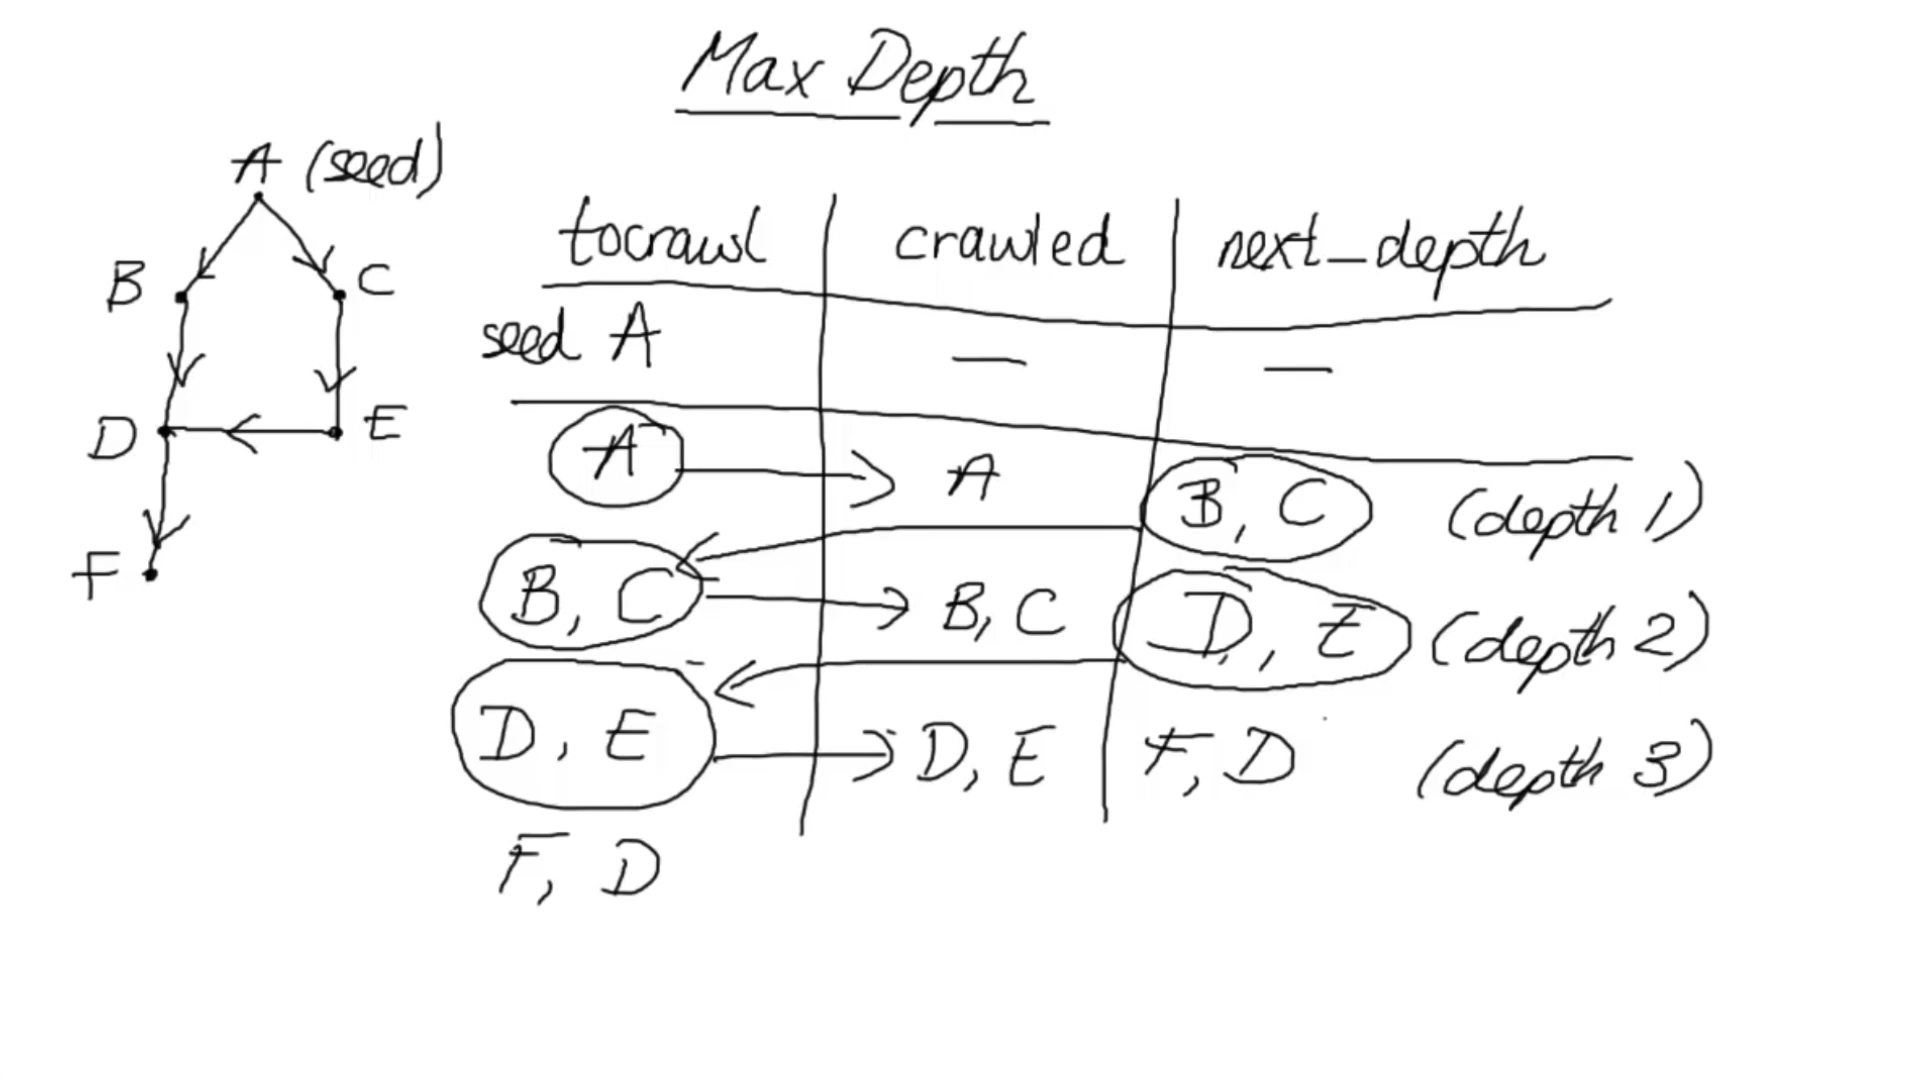 Max Depth
A (seed)
B
C
D
E
F
tocrawl crawled next_depth
seed A — —
A A B, C (depth 1)
B, C B, C D, E (depth 2)
D, E D, E F, D (depth 3)
F, D